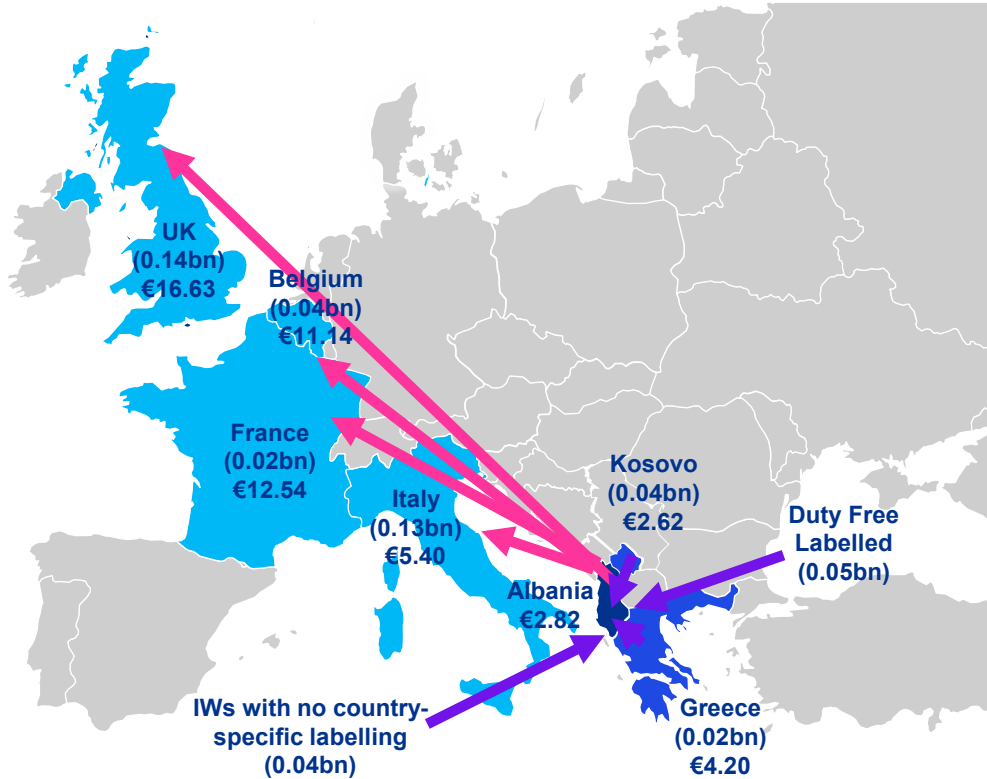 UK
(0.14bn)
€16.63
Belgium
(0.04bn)
€11.14
France
(0.02bn)
€12.54
Italy
(0.13bn)
€5.40
Kosovo
(0.04bn)
€2.62
Duty Free
Labelled
(0.05bn)
Albania
€2.82
IWs with no country-
specific labelling
(0.04bn)
Greece
(0.02bn)
€4.20